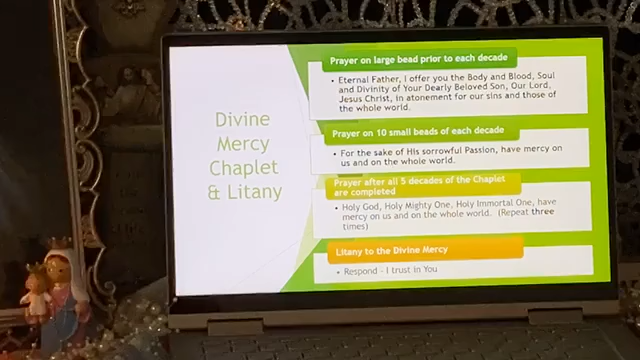 Divine
Mercy
Chaplet
& Litany
Prayer on large bead prior to each decade
• Eternal Father, I offer you the Body and Blood, Soul
and Divinity of Your Dearly Beloved Son, Our Lord,
Jesus Christ, in atonement for our sins and those of
the whole world.
Prayer on 10 small beads of each decade
• For the sake of His sorrowful Passion, have mercy on
us and on the whole world.
Prayer after all 5 decades of the Chaplet
are completed
• Holy God, Holy Mighty One, Holy Immortal One, have
mercy on us and on the whole world. (Repeat three
times)
Litany to the Divine Mercy
• Respond - I trust in You